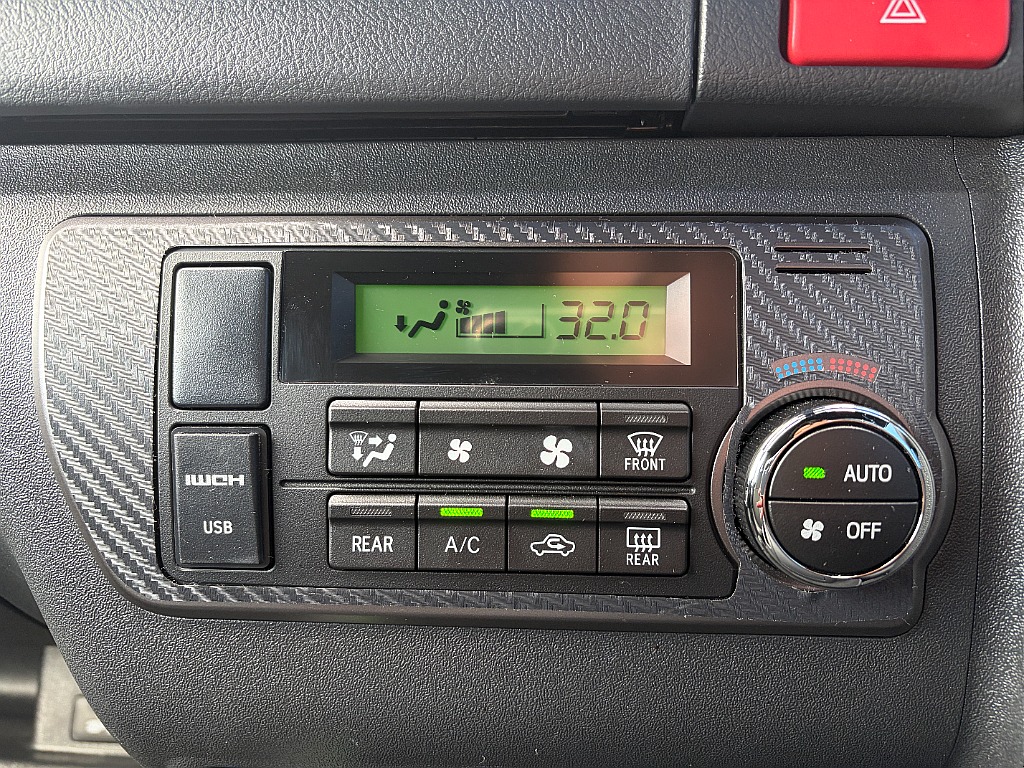 32.0
IWCH
USB
FRONT
REAR
A/C
REAR
AUTO
OFF